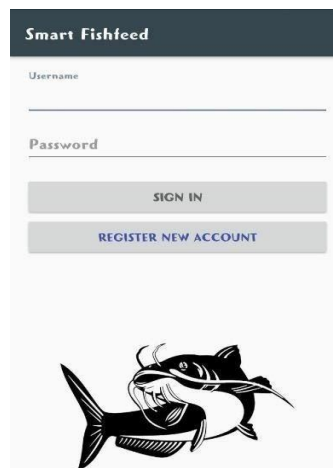 Smart Fishfeed
Username
Password
SIGN IN
REGISTER NEW ACCOUNT